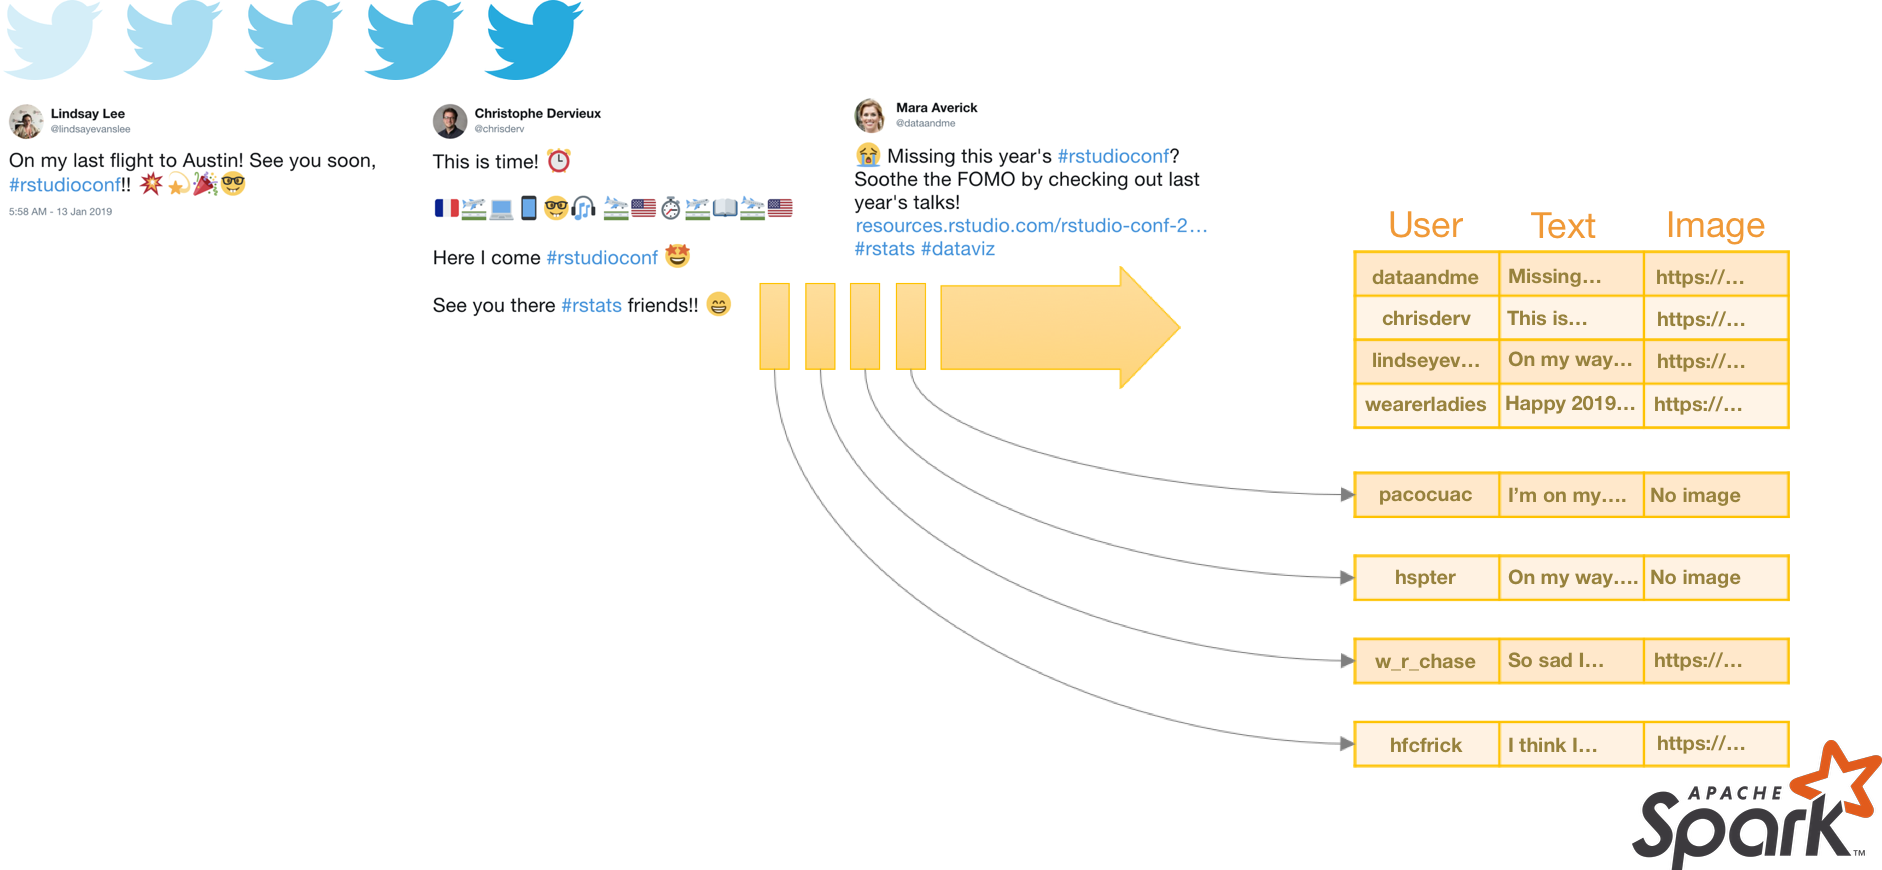 Lindsay Lee
@lindsayevanslee
On my last flight to Austin! See you soon,
#rstudioconf!! 💥💫🎉🤓
5:58 AM - 13 Jan 2019
Christophe Dervieux
@chrisderv
This is time! ⏰
🇫🇷🛫💻📱🤓🎧🛬🇺🇸⏱🛫📖🛬🇺🇸
Here I come #rstudioconf 🤩
See you there #rstats friends!! 😄
Mara Averick
@dataandme
😭 Missing this year's #rstudioconf?
Soothe the FOMO by checking out last
year's talks!
resources.rstudio.com/rstudio-conf-2…
#rstats #dataviz
User Text Image
dataandme Missing… https://…
chrisderv This is… https://…
lindseyev… On my way… https://…
wearerladies Happy 2019… https://…
pacocuac I’m on my…. No image
hspter On my way…. No image
w_r_chase So sad I… https://…
hfcfrick I think I… https://…
APACHE
Spark™